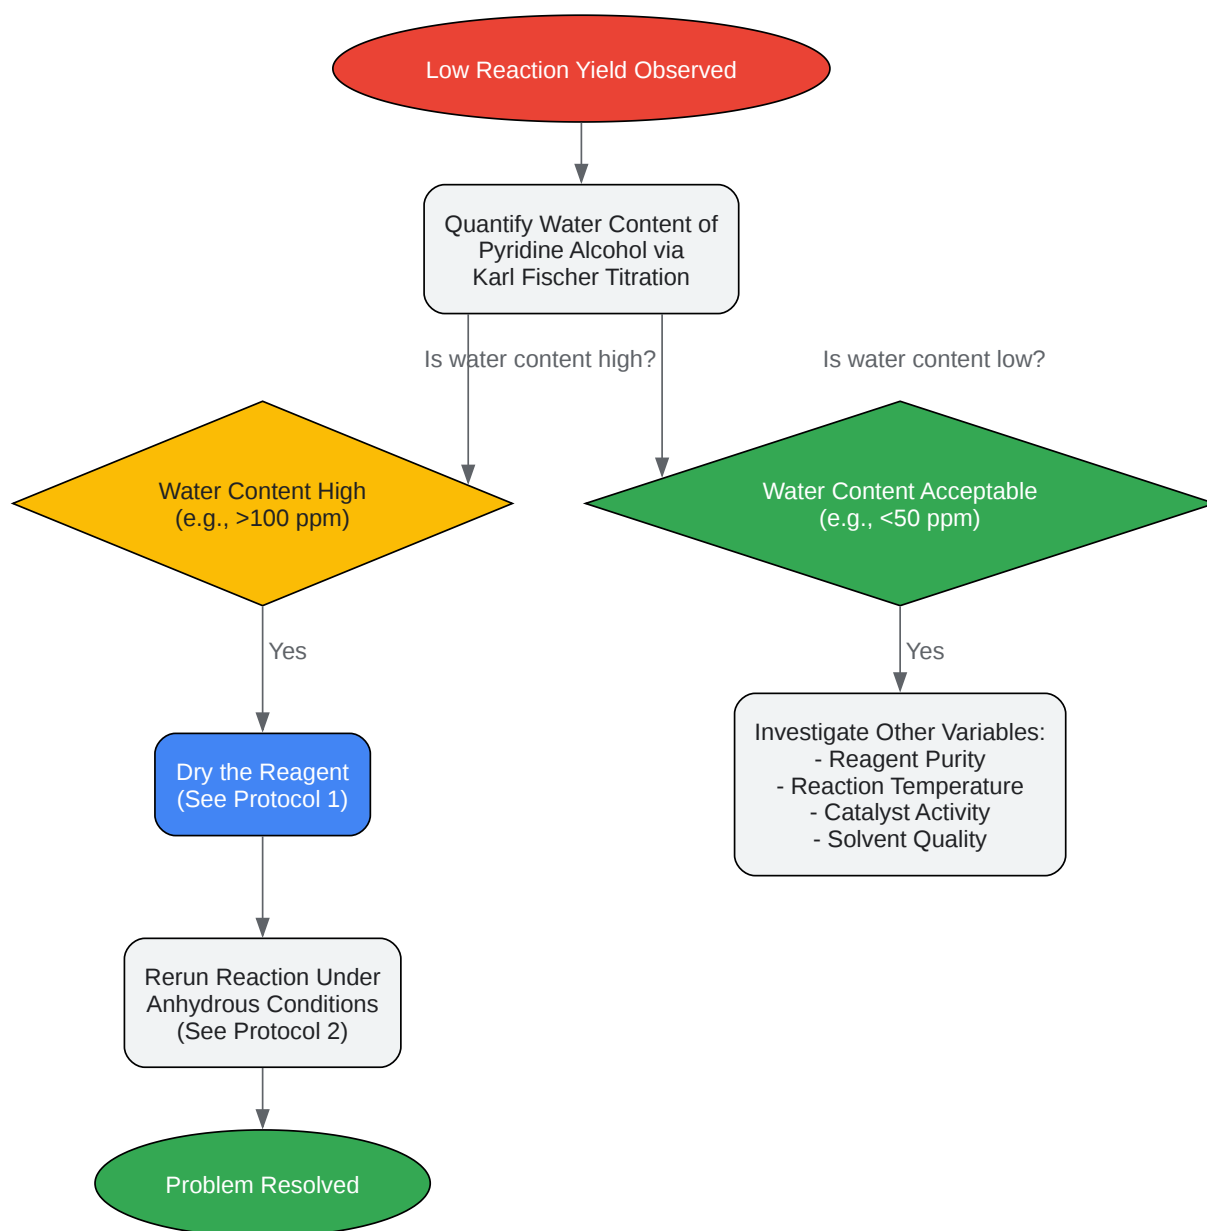 Low Reaction Yield Observed
Quantify Water Content of
Pyridine Alcohol via
Karl Fischer Titration
Is water content high?
Is water content low?
Water Content High
(e.g., >100 ppm)
Water Content Acceptable
(e.g., <50 ppm)
Yes
Yes
Dry the Reagent
(See Protocol 1)
Investigate Other Variables:
- Reagent Purity
- Reaction Temperature
- Catalyst Activity
- Solvent Quality
Rerun Reaction Under
Anhydrous Conditions
(See Protocol 2)
Problem Resolved